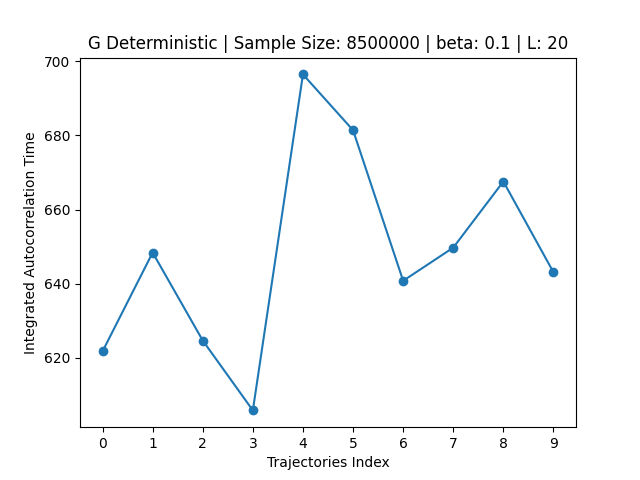 G Deterministic | Sample Size: 8500000 | beta: 0.1 | L: 20
Integrated Autocorrelation Time
700
680
660
640
620
0 1 2 3 4 5 6 7 8 9
Trajectories Index